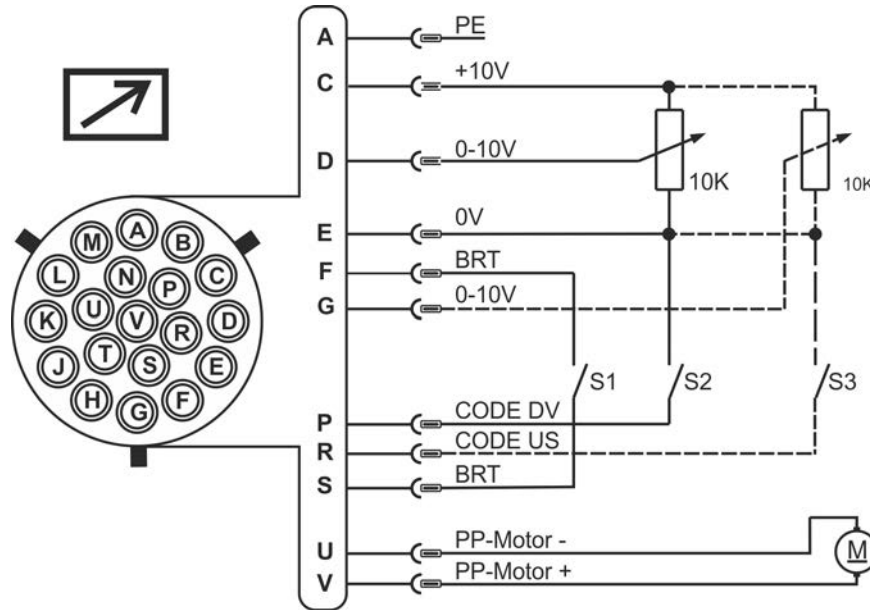 A PE
C +10V
D 0-10V
10K
10K
E 0V
F BRT
G 0-10V
S1
S2
S3
P CODE DV
R CODE US
S BRT
U PP-Motor -
V PP-Motor +
M
A
M
B
N
L
C
P
U
K
V
D
R
T
S
J
E
H
F
G